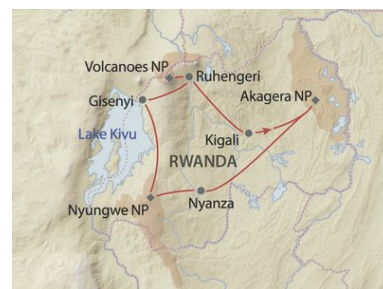 Volcanoes NP
Ruhengeri
Gisenyi
Akagera NP
Lake Kivu
Kigali
RWANDA
Nyungwe NP
Nyanza